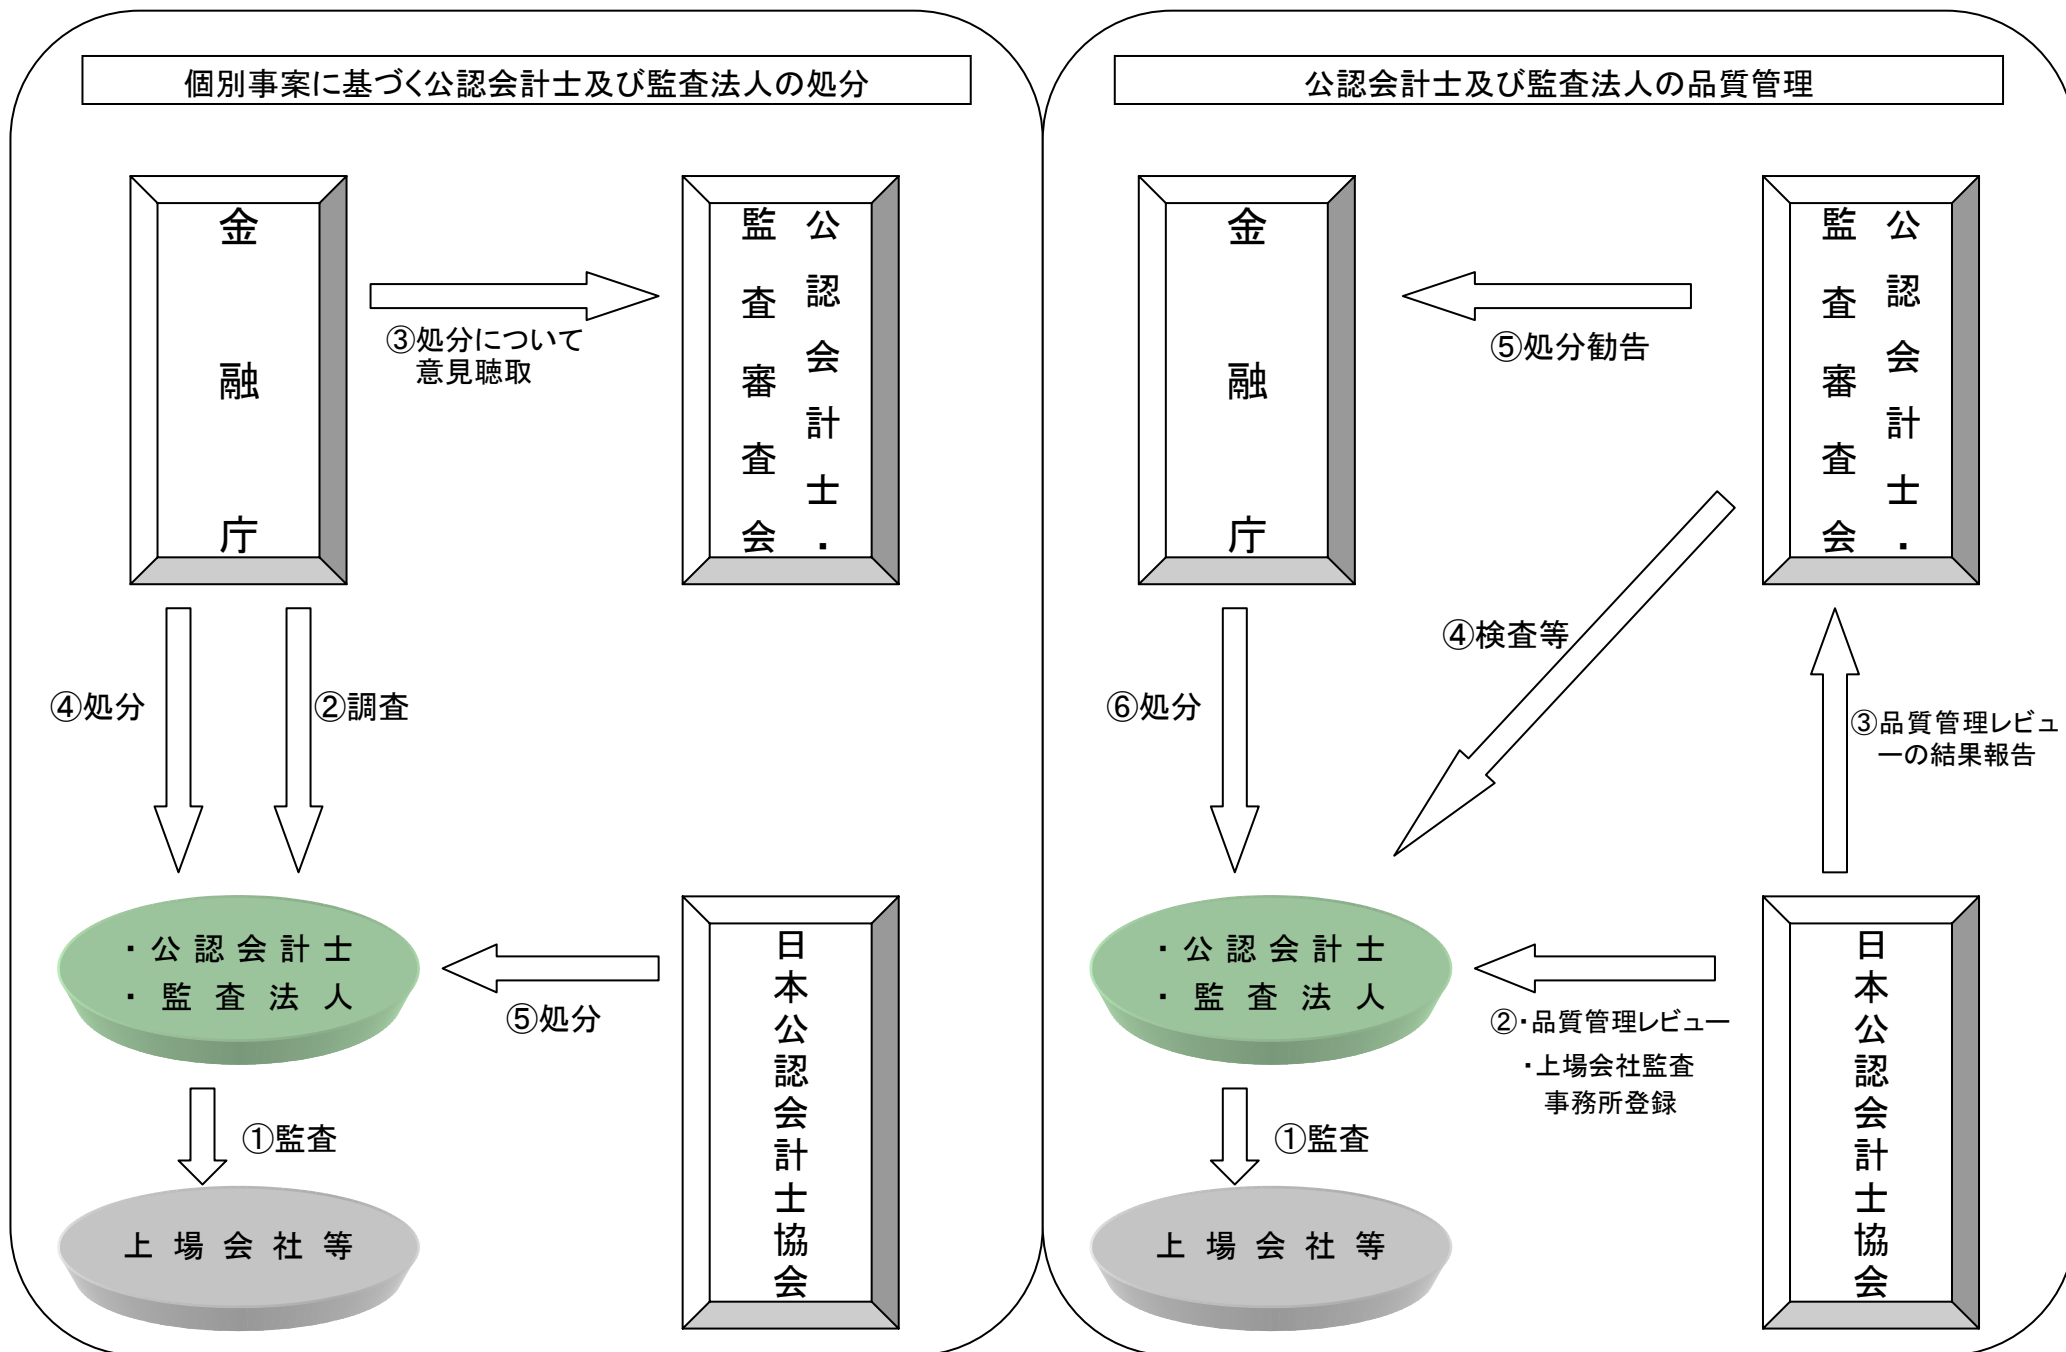 個別事案に基づく公認会計士及び監査法人の処分
金融庁
③処分について
意見聴取
公認会計士・
監査審査会
④処分
②調査
・公認会計士
・監査法人
⑤処分
日本公認会計士協会
①監査
上場会社等
公認会計士及び監査法人の品質管理
金融庁
⑤処分勧告
公認会計士・
監査審査会
④検査等
⑥処分
③品質管理レビュ
ーの結果報告
・公認会計士
・監査法人
②・品質管理レビュー
・上場会社監査
事務所登録
日本公認会計士協会
①監査
上場会社等